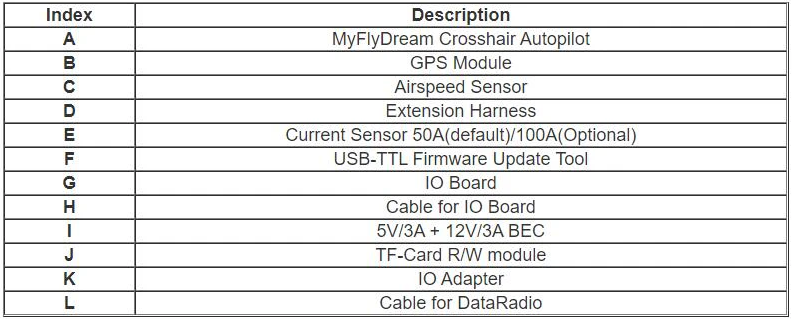 Index Description
A MyFlyDream Crosshair Autopilot
B GPS Module
C Airspeed Sensor
D Extension Harness
E Current Sensor 50A(default)/100A(Optional)
F USB-TTL Firmware Update Tool
G IO Board
H Cable for IO Board
I 5V/3A + 12V/3A BEC
J TF-Card R/W module
K IO Adapter
L Cable for DataRadio